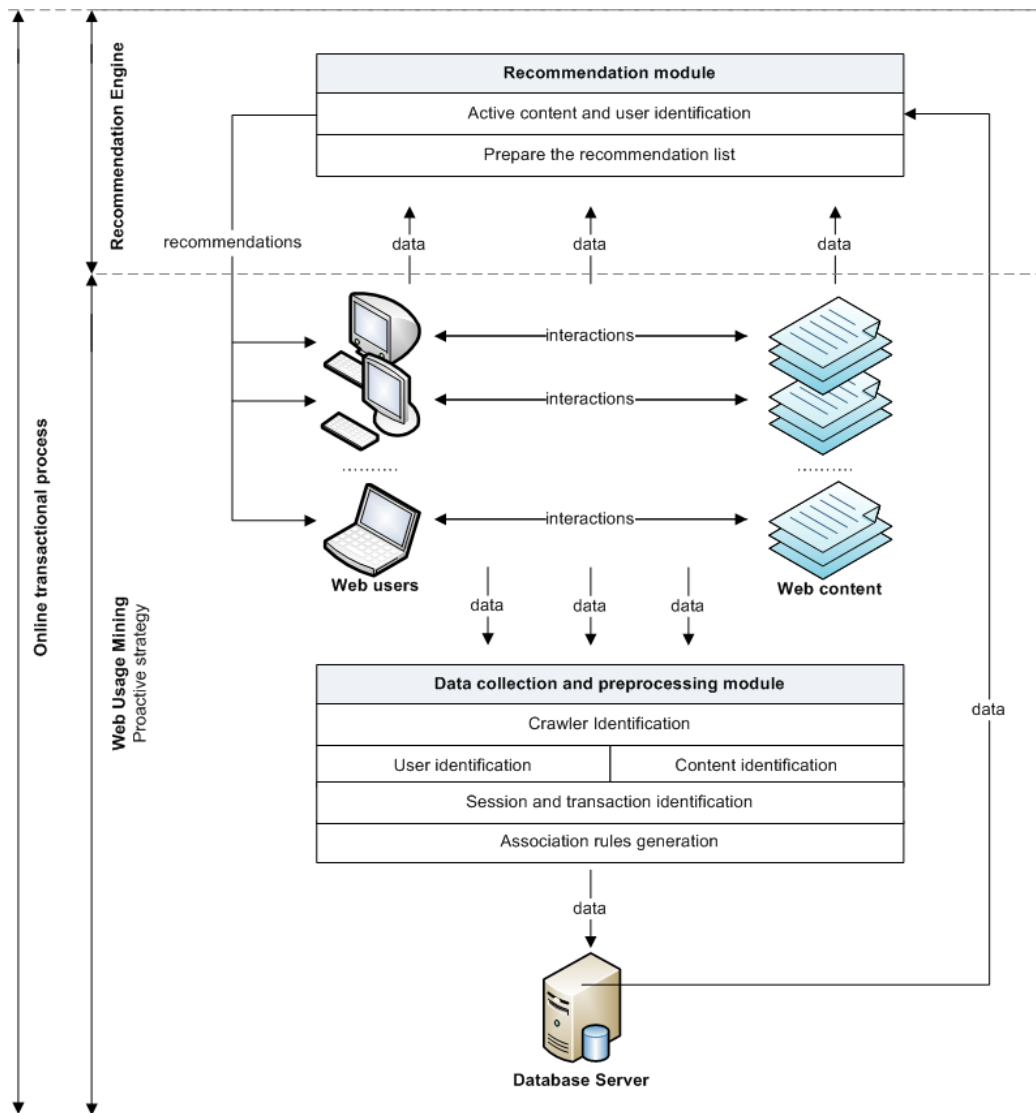 Recommendation module
Active content and user identification
Prepare the recommendation list
Recommendation Engine
recommendations
data data data
interactions
interactions
interactions
Web users
Web content
Online transactional process
Web Usage Mining
Proactive strategy
data data data
Data collection and preprocessing module
Crawler Identification
User identification Content identification
Session and transaction identification
Association rules generation
data
data
Database Server